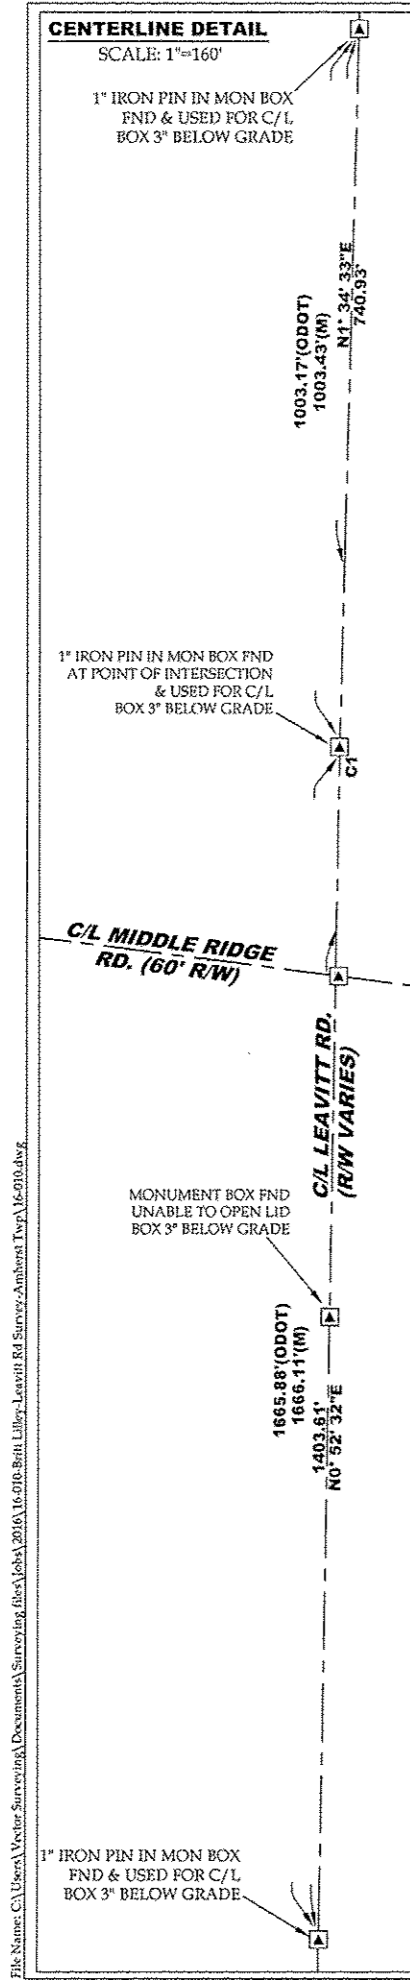 CENTERLINE DETAIL
SCALE: 1"=160'
1" IRON PIN IN MON BOX
FND & USED FOR C/L
BOX 3" BELOW GRADE
1003.17'(ODOT)
1003.43'(M)
N1° 34' 33"E
740.93'
1" IRON PIN IN MON BOX FND
AT POINT OF INTERSECTION
& USED FOR C/L
BOX 3" BELOW GRADE
C1
C/L MIDDLE RIDGE
RD. (60' R/W)
C/L LEAVITT RD.
(R/W VARIES)
MONUMENT BOX FND
UNABLE TO OPEN LID
BOX 3" BELOW GRADE
1665.88'(ODOT)
1666.11'(M)
1403.61'
N0° 52' 32"E
1" IRON PIN IN MON BOX
FND & USED FOR C/L
BOX 3" BELOW GRADE
File Name: C:\Users\Vector Surveying\Documents\Surveying files\Jobs\2016\16-010-Britt Lilley-Leavitt Rd Survey-Amherst Twp\16-010.dwg